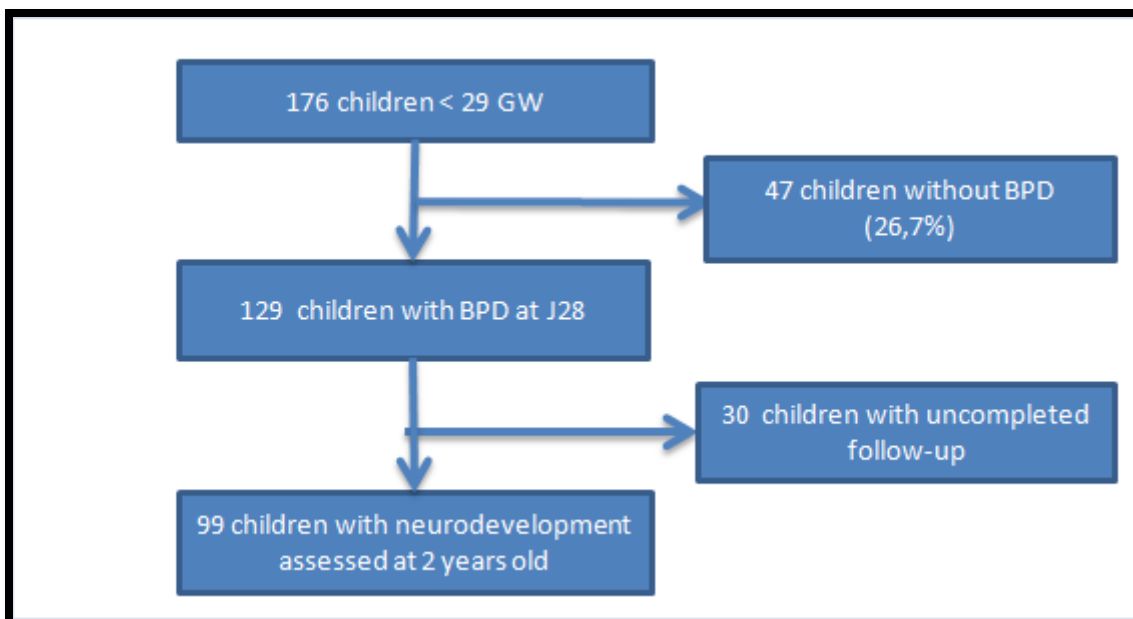 176 children < 29 GW
47 children without BPD
(26,7%)
129 children with BPD at J28
30 children with uncompleted
follow-up
99 children with neurodevelopment
assessed at 2 years old